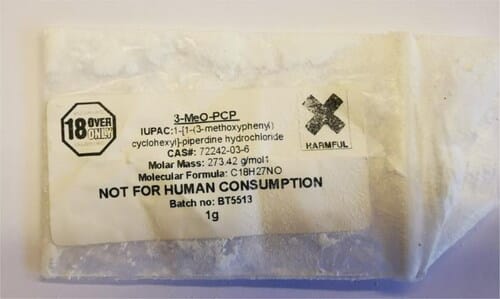 18 OVER
ONLY
3-MeO-PCP
IUPAC:1-[1-(3-methoxyphenyl)
cyclohexyl]-piperdine hydrochloride
CAS#: 72242-03-6
Molar Mass: 273.42 g/mol1
Molecular Formula: C18H27NO
NOT FOR HUMAN CONSUMPTION
Batch no: BT5513
1g
HARMFUL